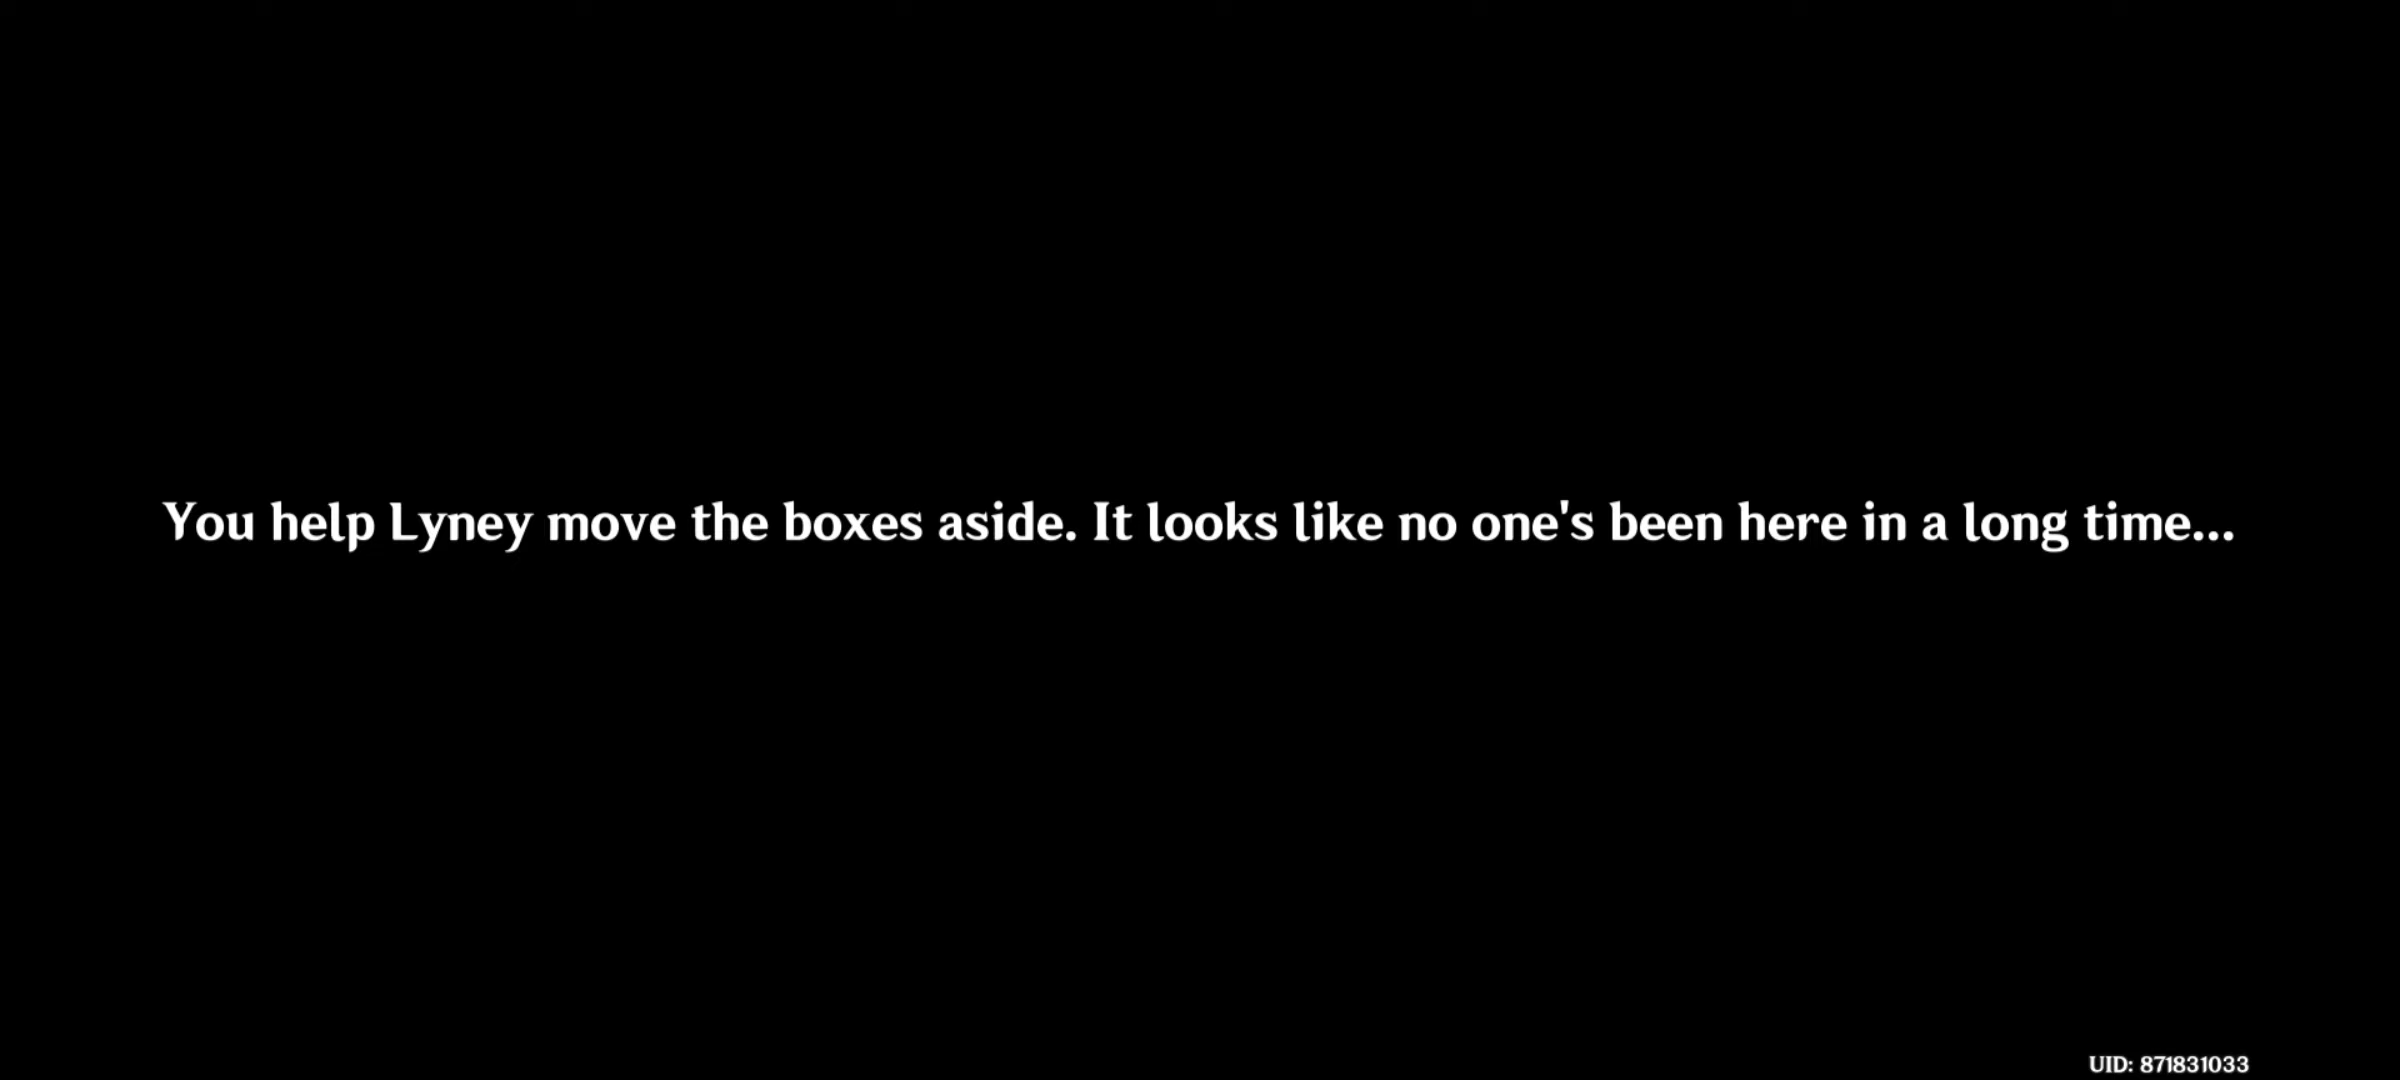 You help Lyney move the boxes aside. It looks like no one's been here in a long time...
UID: 871831033